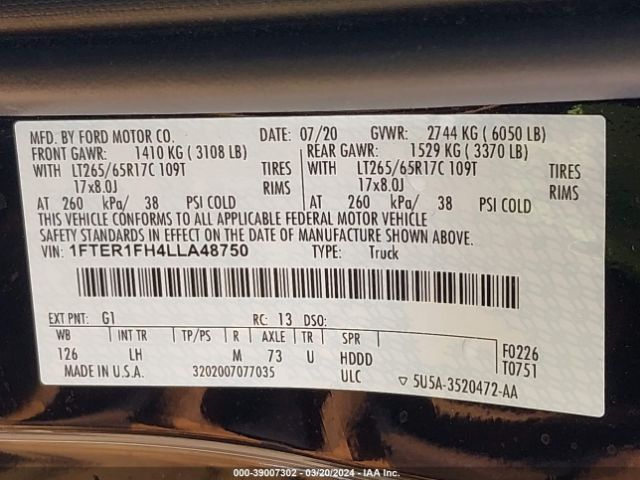 MFD. BY FORD MOTOR CO. DATE: 07/20 GVWR: 2744 KG ( 6050 LB)
FRONT GAWR: 1410 KG ( 3108 LB) REAR GAWR: 1529 KG ( 3370 LB)
WITH LT265/65R17C 109T TIRES WITH LT265/65R17C 109T TIRES
17x8.0J RIMS 17x8.0J RIMS
AT 260 kPa/ 38 PSI COLD AT 260 kPa/ 38 PSI COLD
THIS VEHICLE CONFORMS TO ALL APPLICABLE FEDERAL MOTOR VEHICLE
SAFETY STANDARDS IN EFFECT ON THE DATE OF MANUFACTURE SHOWN ABOVE.
VIN: 1FTER1FH4LLA48750 TYPE: Truck
EXT PNT: G1 RC: 13 DSO:
WB INT TR TP/PS R AXLE TR SPR F0226
126 LH M 73 U HDDD T0751
MADE IN U.S.A. 3202007077035 ULC ▽ 5U5A-3520472-AA
000-39007302 - 03/20/2024 - IAA Inc.